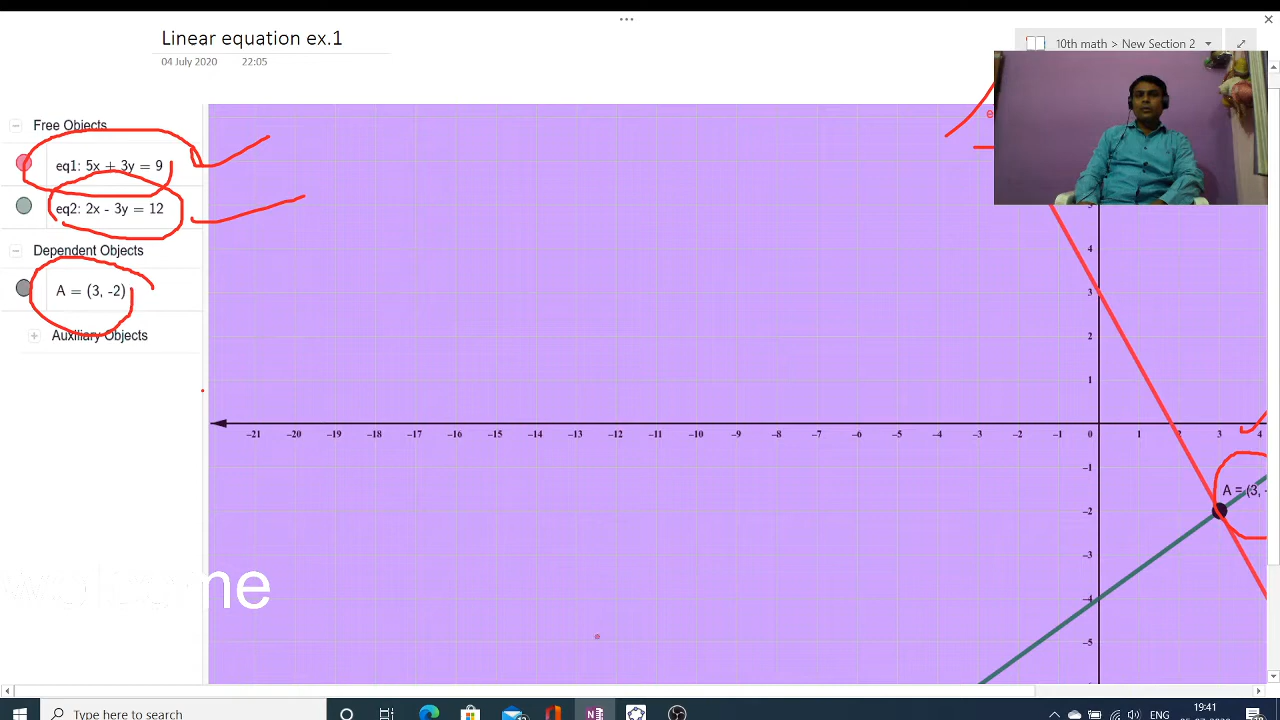 Linear equation ex.1
04 July 2020 22:05
10th math > New Section 2
Free Objects
eq1: 5x + 3y = 9
eq2: 2x - 3y = 12
Dependent Objects
A = (3, -2)
Auxiliary Objects
4
3
2
1
-21 -20 -19 -18 -17 -16 -15 -14 -13 -12 -11 -10 -9 -8 -7 -6 -5 -4 -3 -2 -1 0 1 2 3 4
-1
A = (3, -
-2
-3
-4
-5
welcome
Type here to search
ENG
19:41